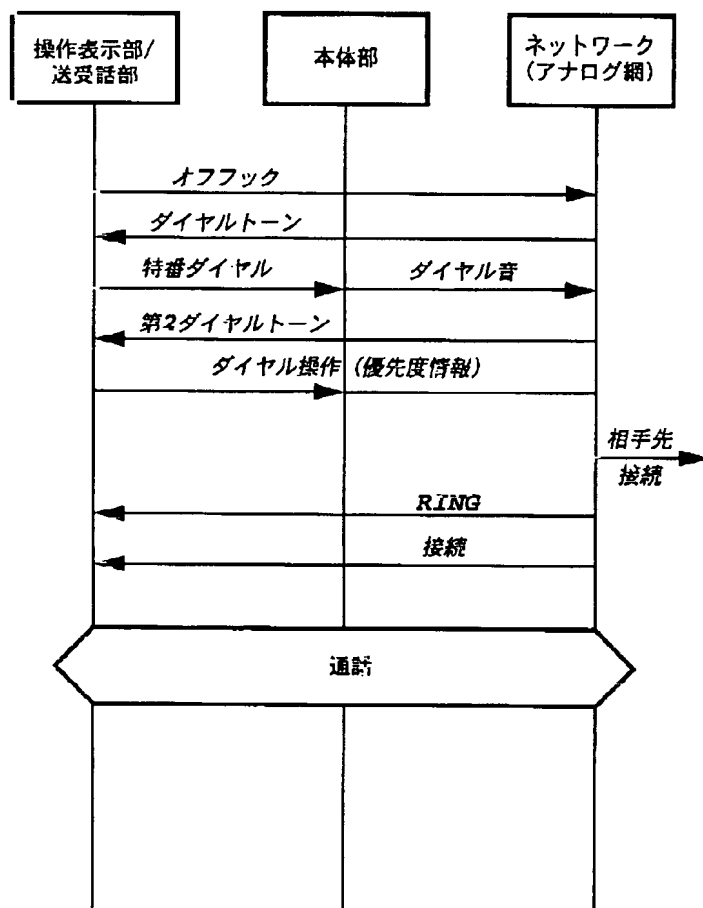 操作表示部/
送受話部
本体部
ネットワーク
(アナログ網)
オフフック
ダイヤルトーン
特番ダイヤル
ダイヤル音
第2ダイヤルトーン
ダイヤル操作 (優先度情報)
相手先
接続
RING
接続
通話